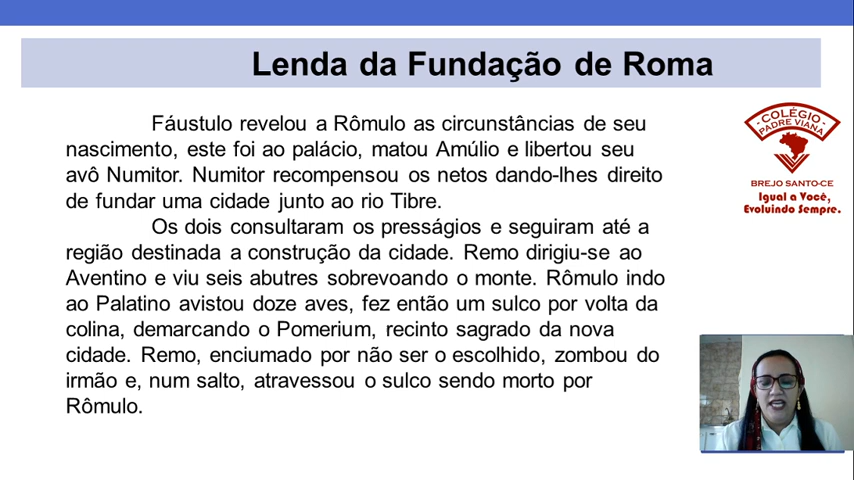 Lenda da Fundação de Roma
Fáustulo revelou a Rômulo as circunstâncias de seu
nascimento, este foi ao palácio, matou Amúlio e libertou seu
avô Numitor. Numitor recompensou os netos dando-lhes direito
de fundar uma cidade junto ao rio Tibre.
Os dois consultaram os presságios e seguiram até a
região destinada a construção da cidade. Remo dirigiu-se ao
Aventino e viu seis abutres sobrevoando o monte. Rômulo indo
ao Palatino avistou doze aves, fez então um sulco por volta da
colina, demarcando o Pomerium, recinto sagrado da nova
cidade. Remo, enciumado por não ser o escolhido, zombou do
irmão e, num salto, atravessou o sulco sendo morto por
Rômulo.
COLÉGIO
PADRE VIANA
BREJO SANTO-CE
Igual a Você,
Evoluindo Sempre.